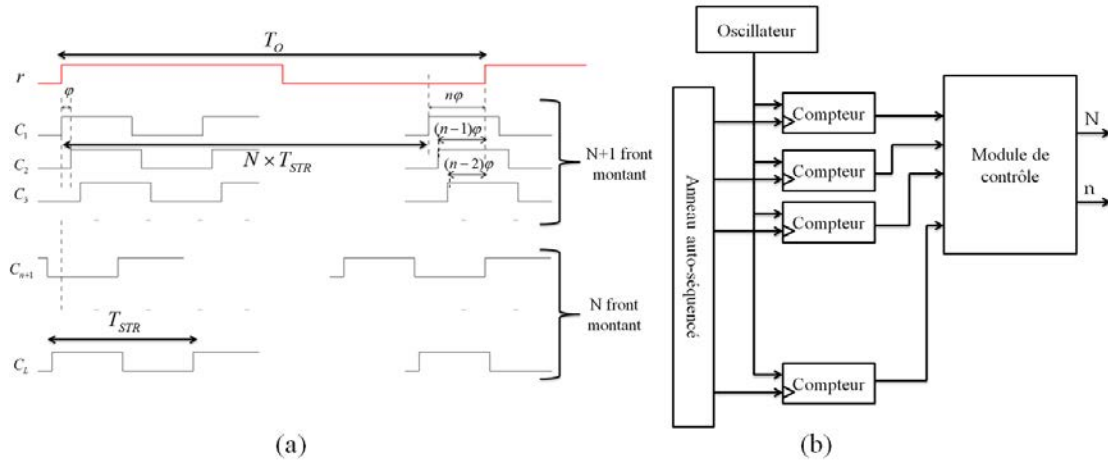 T_O
r
φ
nφ
C_1
(n−1)φ
N × T_STR
C_2
(n−2)φ
C_3
N+1 front
montant
C_{n+1}
N front
montant
T_STR
C_L
(a)
Oscillateur
Anneau auto-séquencé
Compteur
Compteur
Compteur
Compteur
Module de
contrôle
N
n
(b)